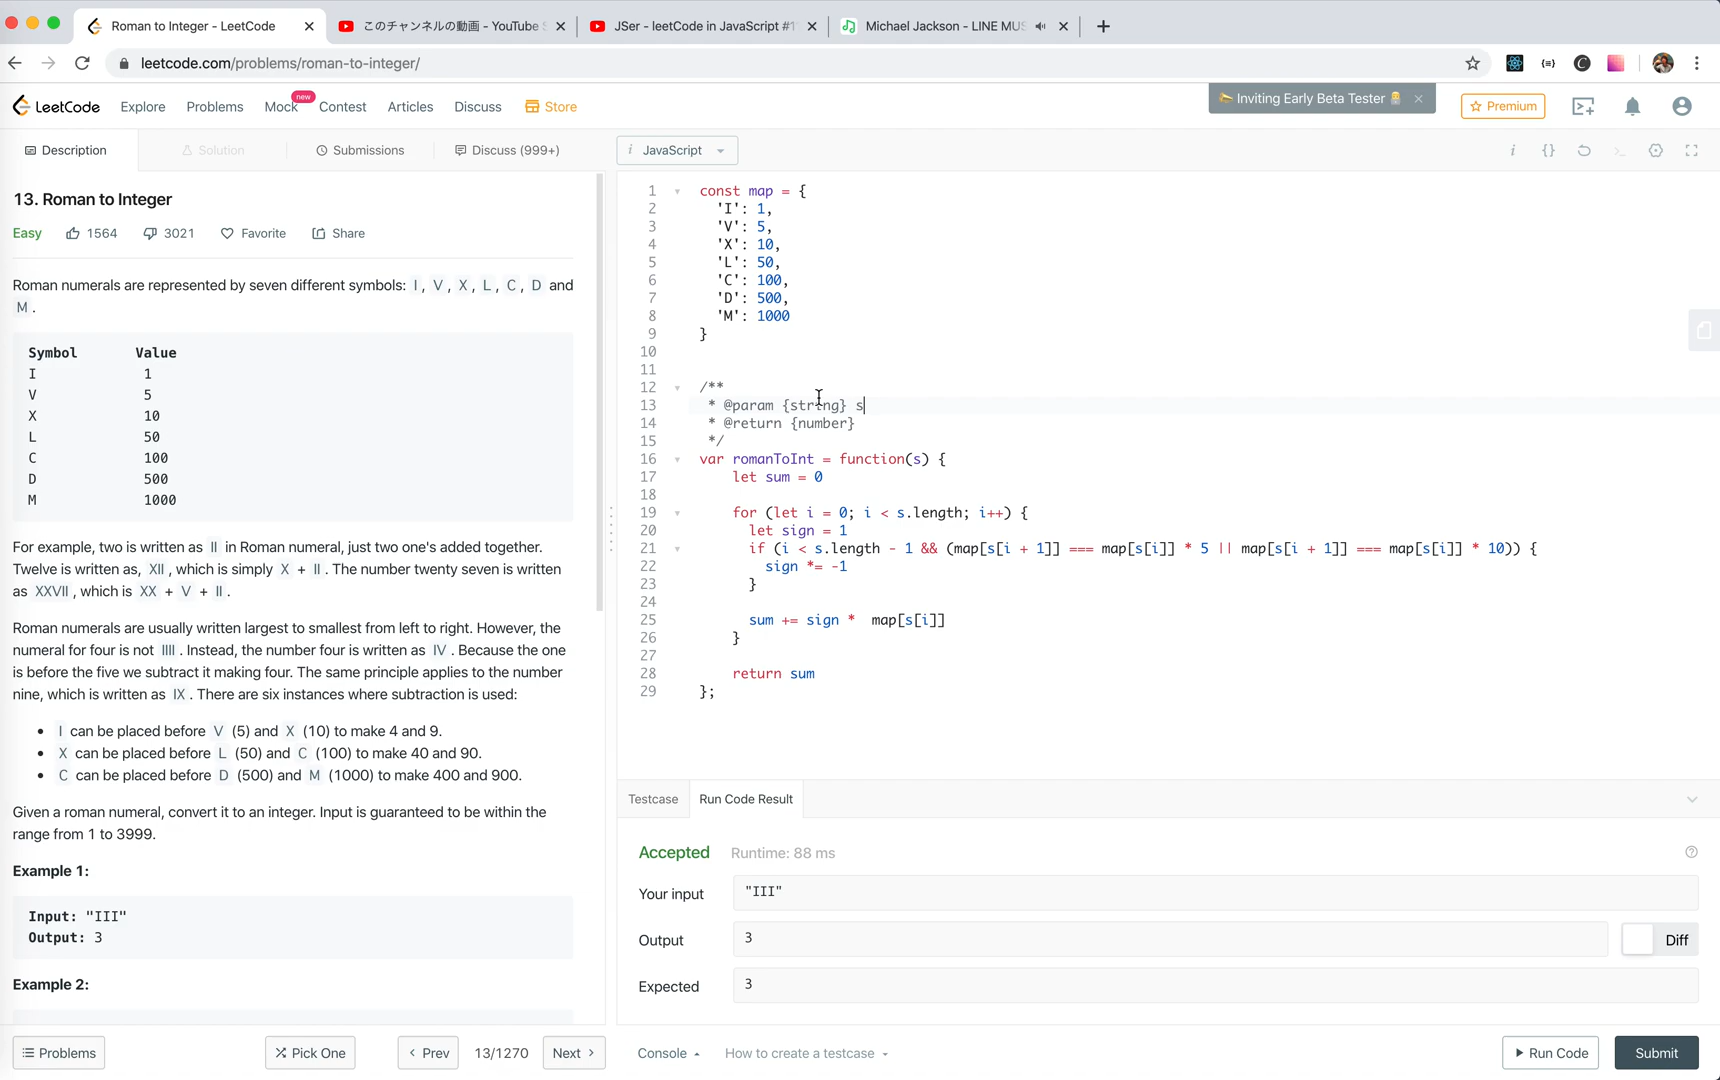 Roman to Integer - LeetCode
このチャンネルの動画 - YouTube S
JSer - leetCode in JavaScript #1
Michael Jackson - LINE MUS
leetcode.com/problems/roman-to-integer/
LeetCode
Explore
Problems
Mock
new
Contest
Articles
Discuss
Store
Inviting Early Beta Tester
Premium
Description
Solution
Submissions
Discuss (999+)
i JavaScript
13. Roman to Integer
Easy
1564
3021
Favorite
Share
Roman numerals are represented by seven different symbols: I, V, X, L, C, D and
M.
Symbol Value
I 1
V 5
X 10
L 50
C 100
D 500
M 1000
For example, two is written as II in Roman numeral, just two one's added together.
Twelve is written as, XII, which is simply X + II. The number twenty seven is written
as XXVII, which is XX + V + II.
Roman numerals are usually written largest to smallest from left to right. However, the
numeral for four is not IIII. Instead, the number four is written as IV. Because the one
is before the five we subtract it making four. The same principle applies to the number
nine, which is written as IX. There are six instances where subtraction is used:
• I can be placed before V (5) and X (10) to make 4 and 9.
• X can be placed before L (50) and C (100) to make 40 and 90.
• C can be placed before D (500) and M (1000) to make 400 and 900.
Given a roman numeral, convert it to an integer. Input is guaranteed to be within the
range from 1 to 3999.
Example 1:
Input: "III"
Output: 3
Example 2:
Problems
Pick One
Prev
13/1270
Next
1 const map = {
2 'I': 1,
3 'V': 5,
4 'X': 10,
5 'L': 50,
6 'C': 100,
7 'D': 500,
8 'M': 1000
9 }
10
11
12 /**
13 * @param {string} s
14 * @return {number}
15 */
16 var romanToInt = function(s) {
17 let sum = 0
18
19 for (let i = 0; i < s.length; i++) {
20 let sign = 1
21 if (i < s.length - 1 && (map[s[i + 1]] === map[s[i]] * 5 || map[s[i + 1]] === map[s[i]] * 10)) {
22 sign *= -1
23 }
24
25 sum += sign * map[s[i]]
26 }
27
28 return sum
29 };
Testcase
Run Code Result
Accepted
Runtime: 88 ms
Your input
"III"
Output
3
Diff
Expected
3
Console
How to create a testcase
Run Code
Submit